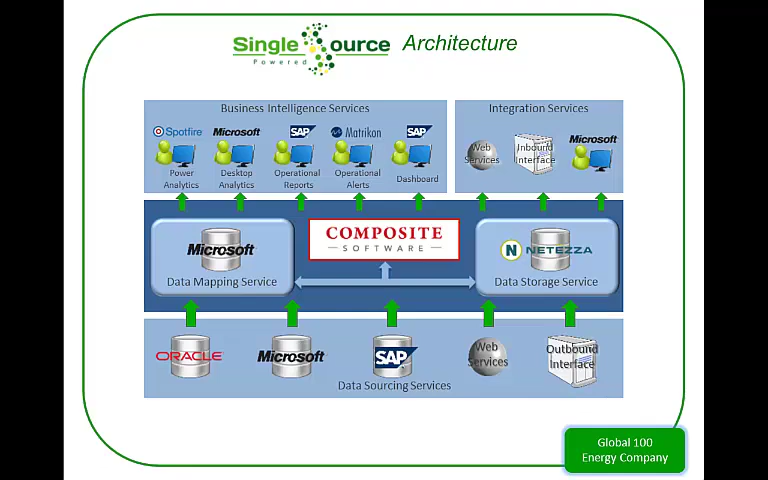 Single Source Architecture
Powered
Business Intelligence Services
Integration Services
Spotfire
Microsoft
SAP
Matrikon
SAP
Power
Analytics
Desktop
Analytics
Operational
Reports
Operational
Alerts
Dashboard
Web
Services
Inbound
Interface
Microsoft
Microsoft
Data Mapping Service
COMPOSITE
SOFTWARE
N NETEZZA
Data Storage Service
ORACLE
Microsoft
SAP
Web
Services
Outbound
Interface
Data Sourcing Services
Global 100
Energy Company